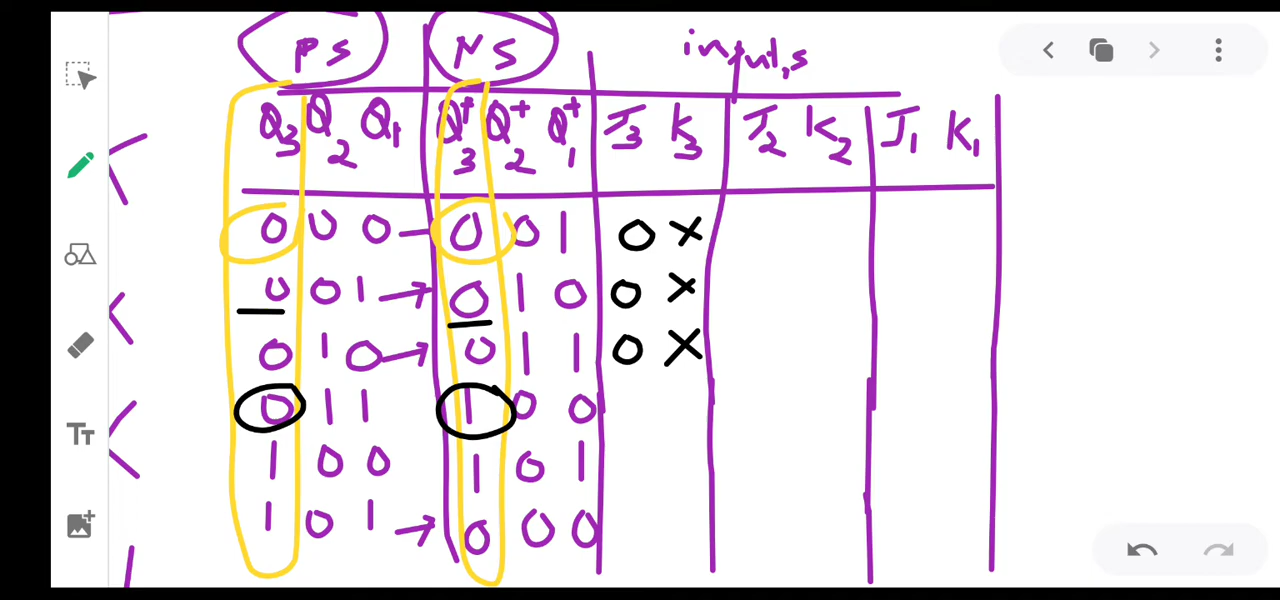 PS NS inputs
Q3 Q2 Q1 Q3+ Q2+ Q1+ J3 K3 J2 K2 J1 K1
0 0 0 – 0 0 1 0 X
0 0 1 → 0 1 0 0 X
0 1 0 → 0 1 1 0 X
0 1 1 1 0 0
1 0 0 1 0 1
1 0 1 → 0 0 0
Tт